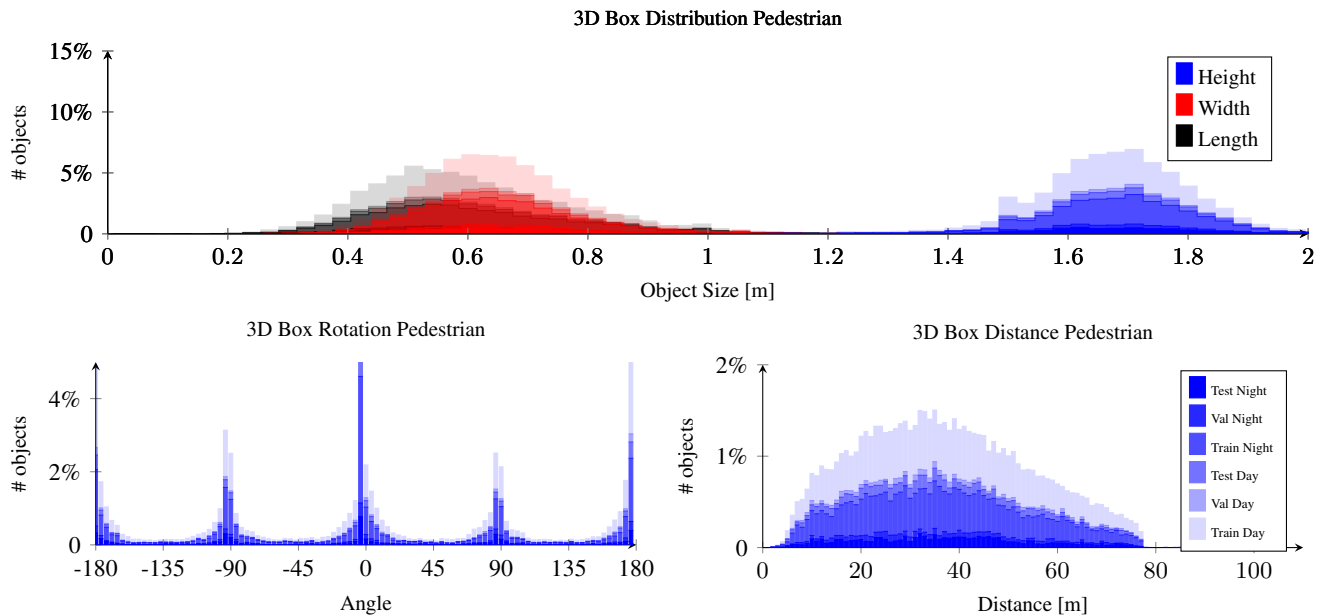 3D Box Distribution Pedestrian
15%
10%
5%
0
# objects
0 0.2 0.4 0.6 0.8 1 1.2 1.4 1.6 1.8 2
Object Size [m]
Height
Width
Length
3D Box Rotation Pedestrian
4%
2%
0
# objects
-180 -135 -90 -45 0 45 90 135 180
Angle
3D Box Distance Pedestrian
2%
1%
0
# objects
0 20 40 60 80 100
Distance [m]
Test Night
Val Night
Train Night
Test Day
Val Day
Train Day